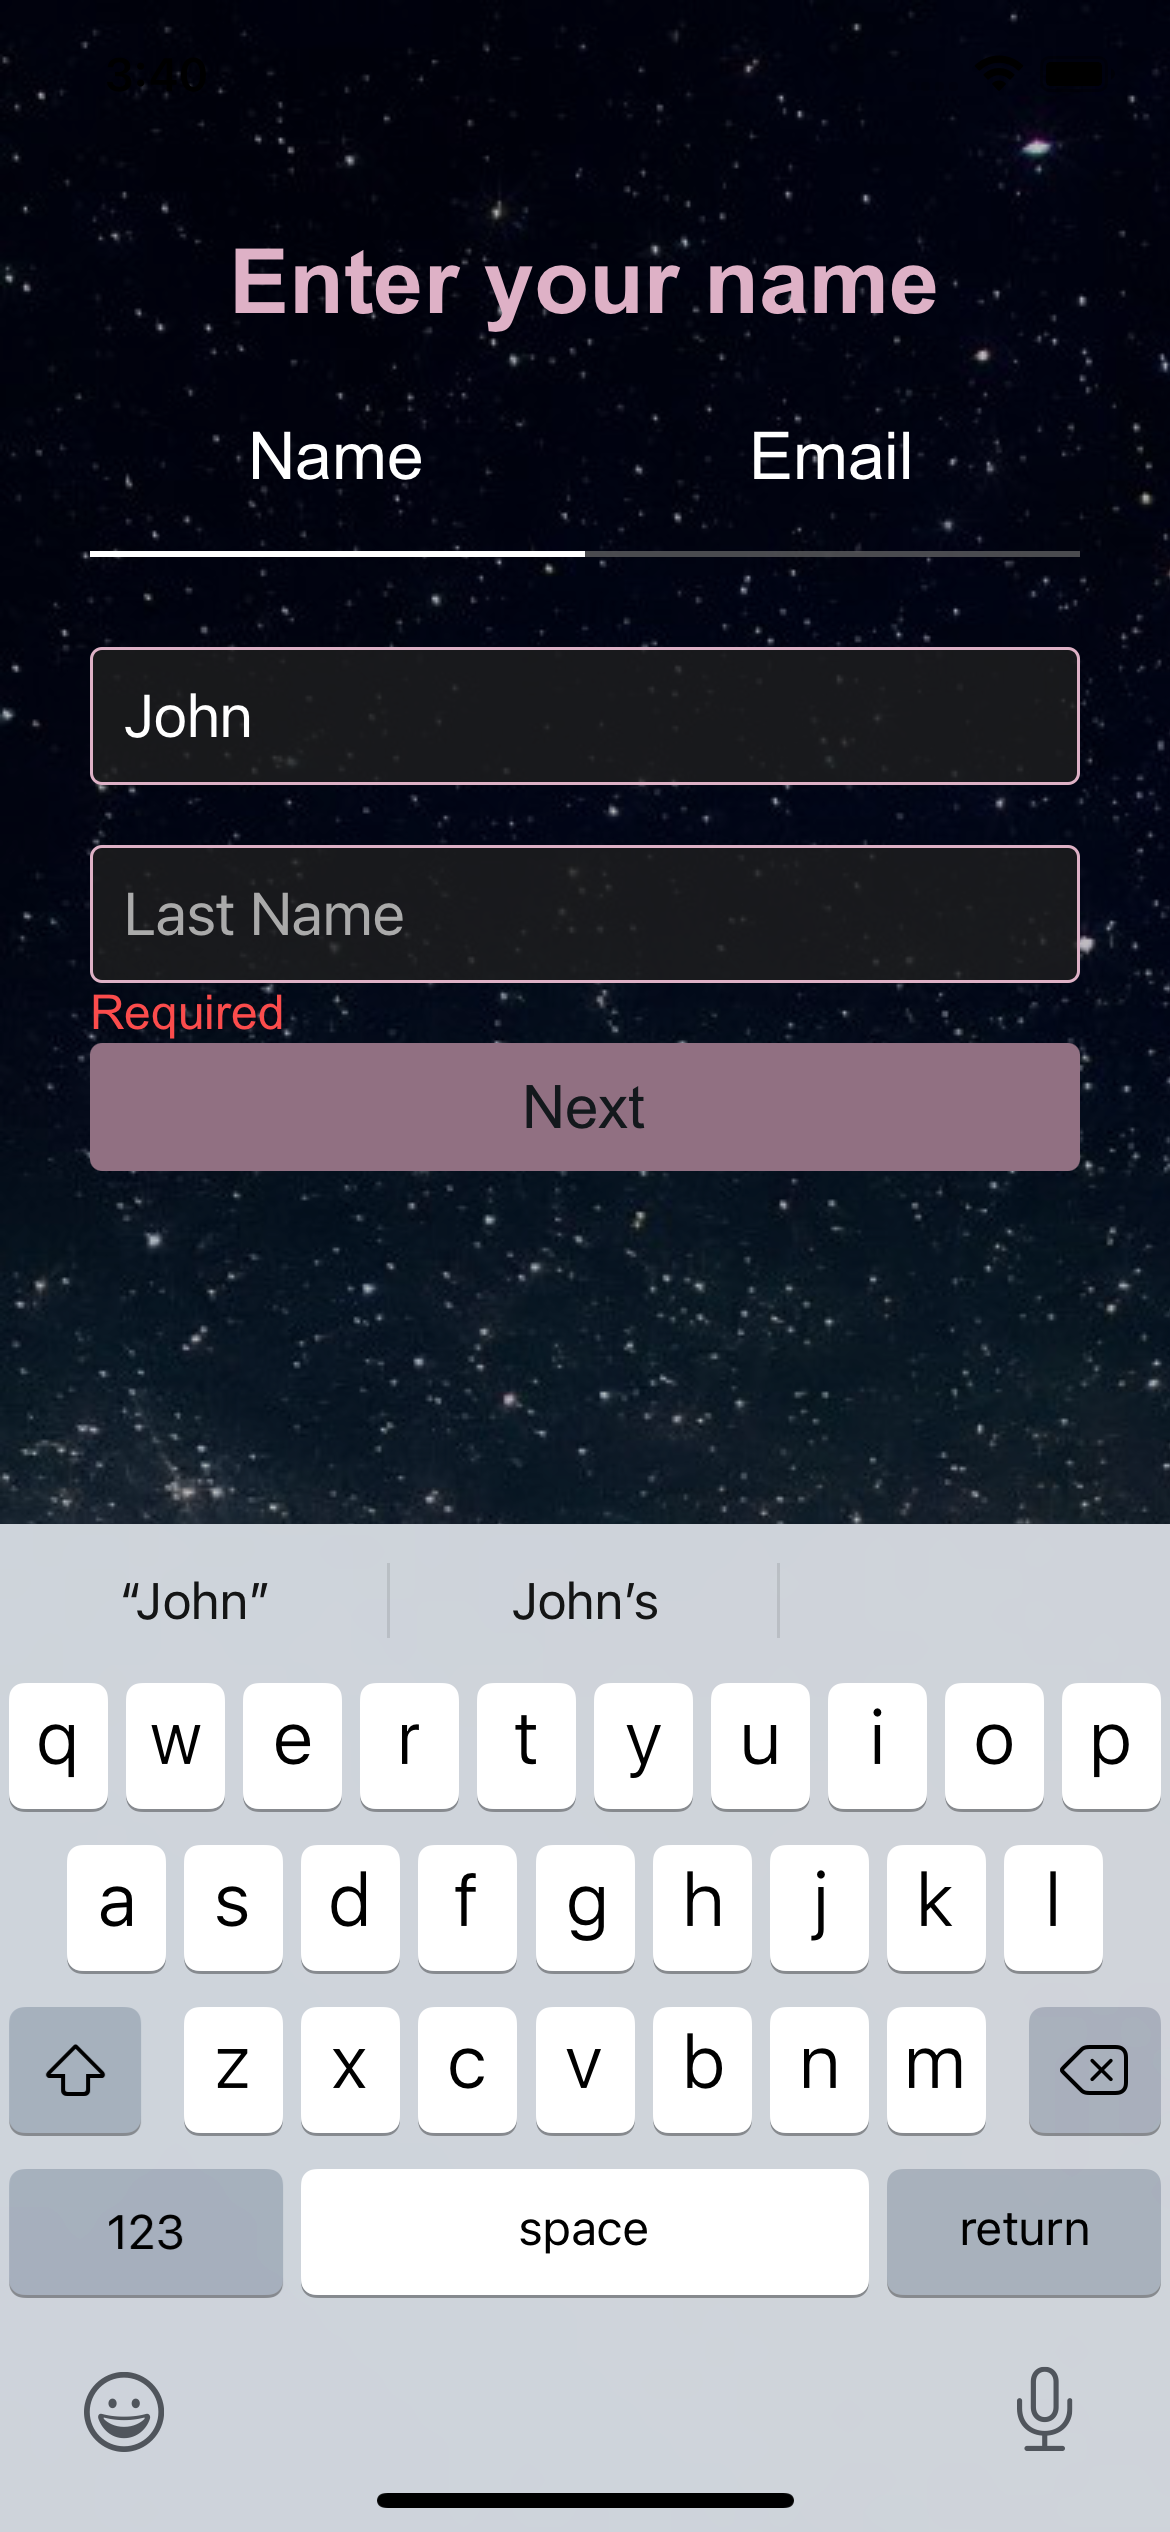 3:40
Enter your name
Name Email
John
Last Name
Required
Next
“John” John’s
q w e r t y u i o p
a s d f g h j k l
z x c v b n m
123 space return